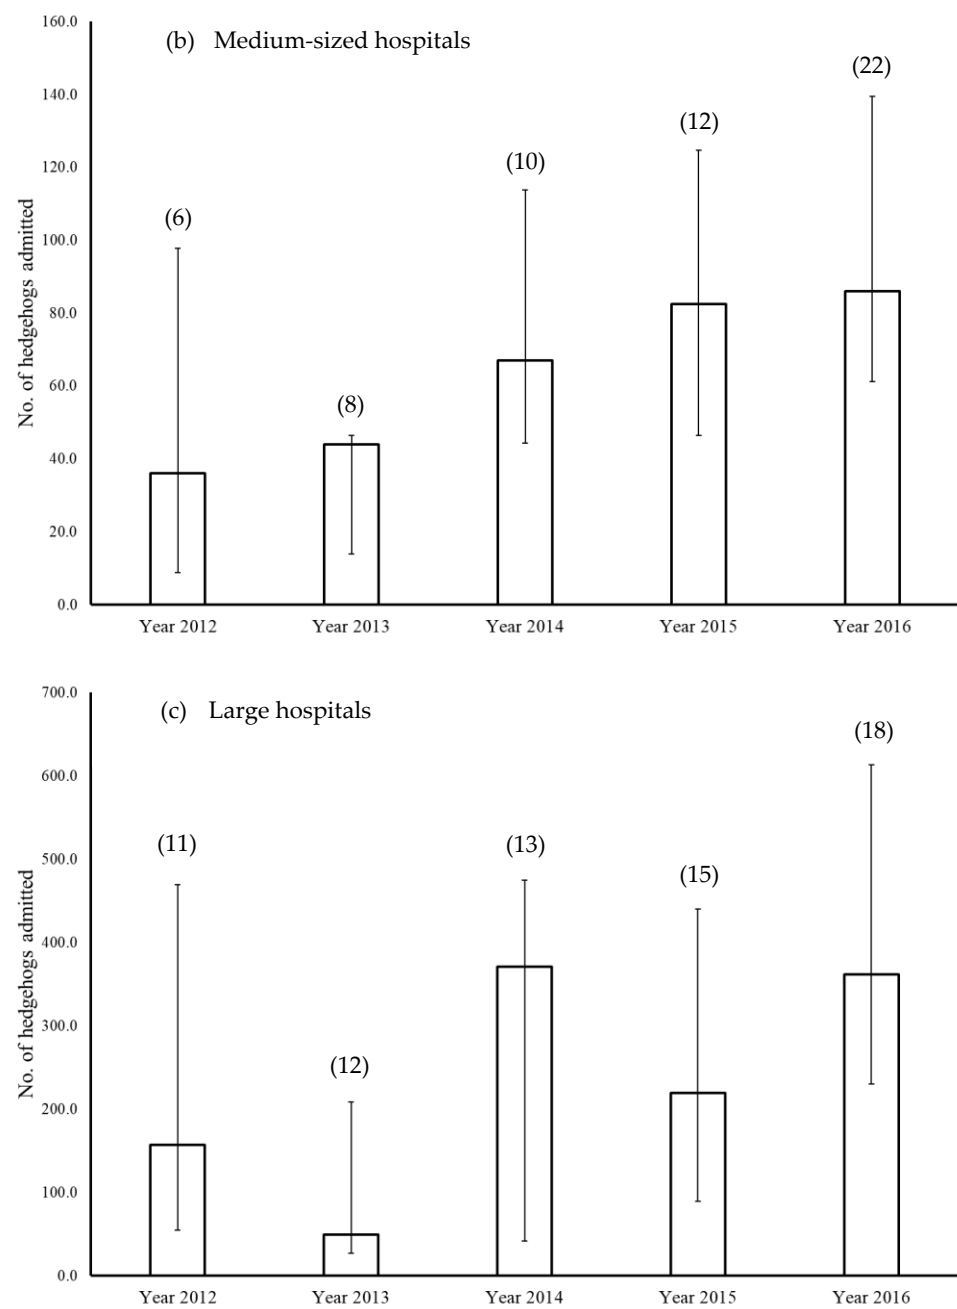 (b) Medium-sized hospitals
No. of hedgehogs admitted
160.0
140.0
120.0
100.0
80.0
60.0
40.0
20.0
0.0
(6)
(8)
(10)
(12)
(22)
Year 2012
Year 2013
Year 2014
Year 2015
Year 2016
(c) Large hospitals
No. of hedgehogs admitted
700.0
600.0
500.0
400.0
300.0
200.0
100.0
0.0
(11)
(12)
(13)
(15)
(18)
Year 2012
Year 2013
Year 2014
Year 2015
Year 2016